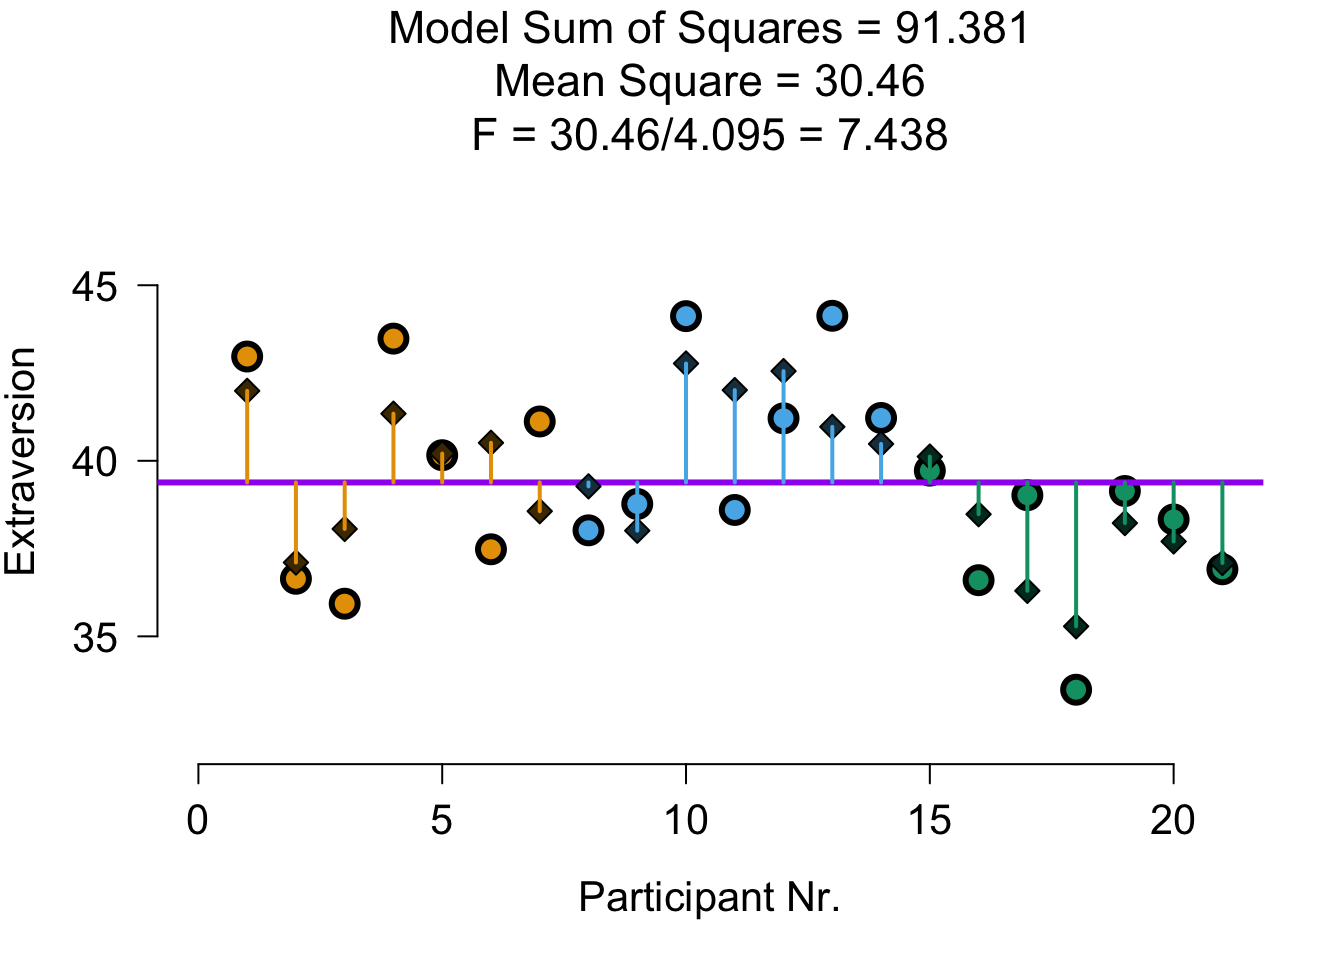 Model Sum of Squares = 91.381
Mean Square = 30.46
F = 30.46/4.095 = 7.438
Extraversion
45
40
35
0 5 10 15 20
Participant Nr.